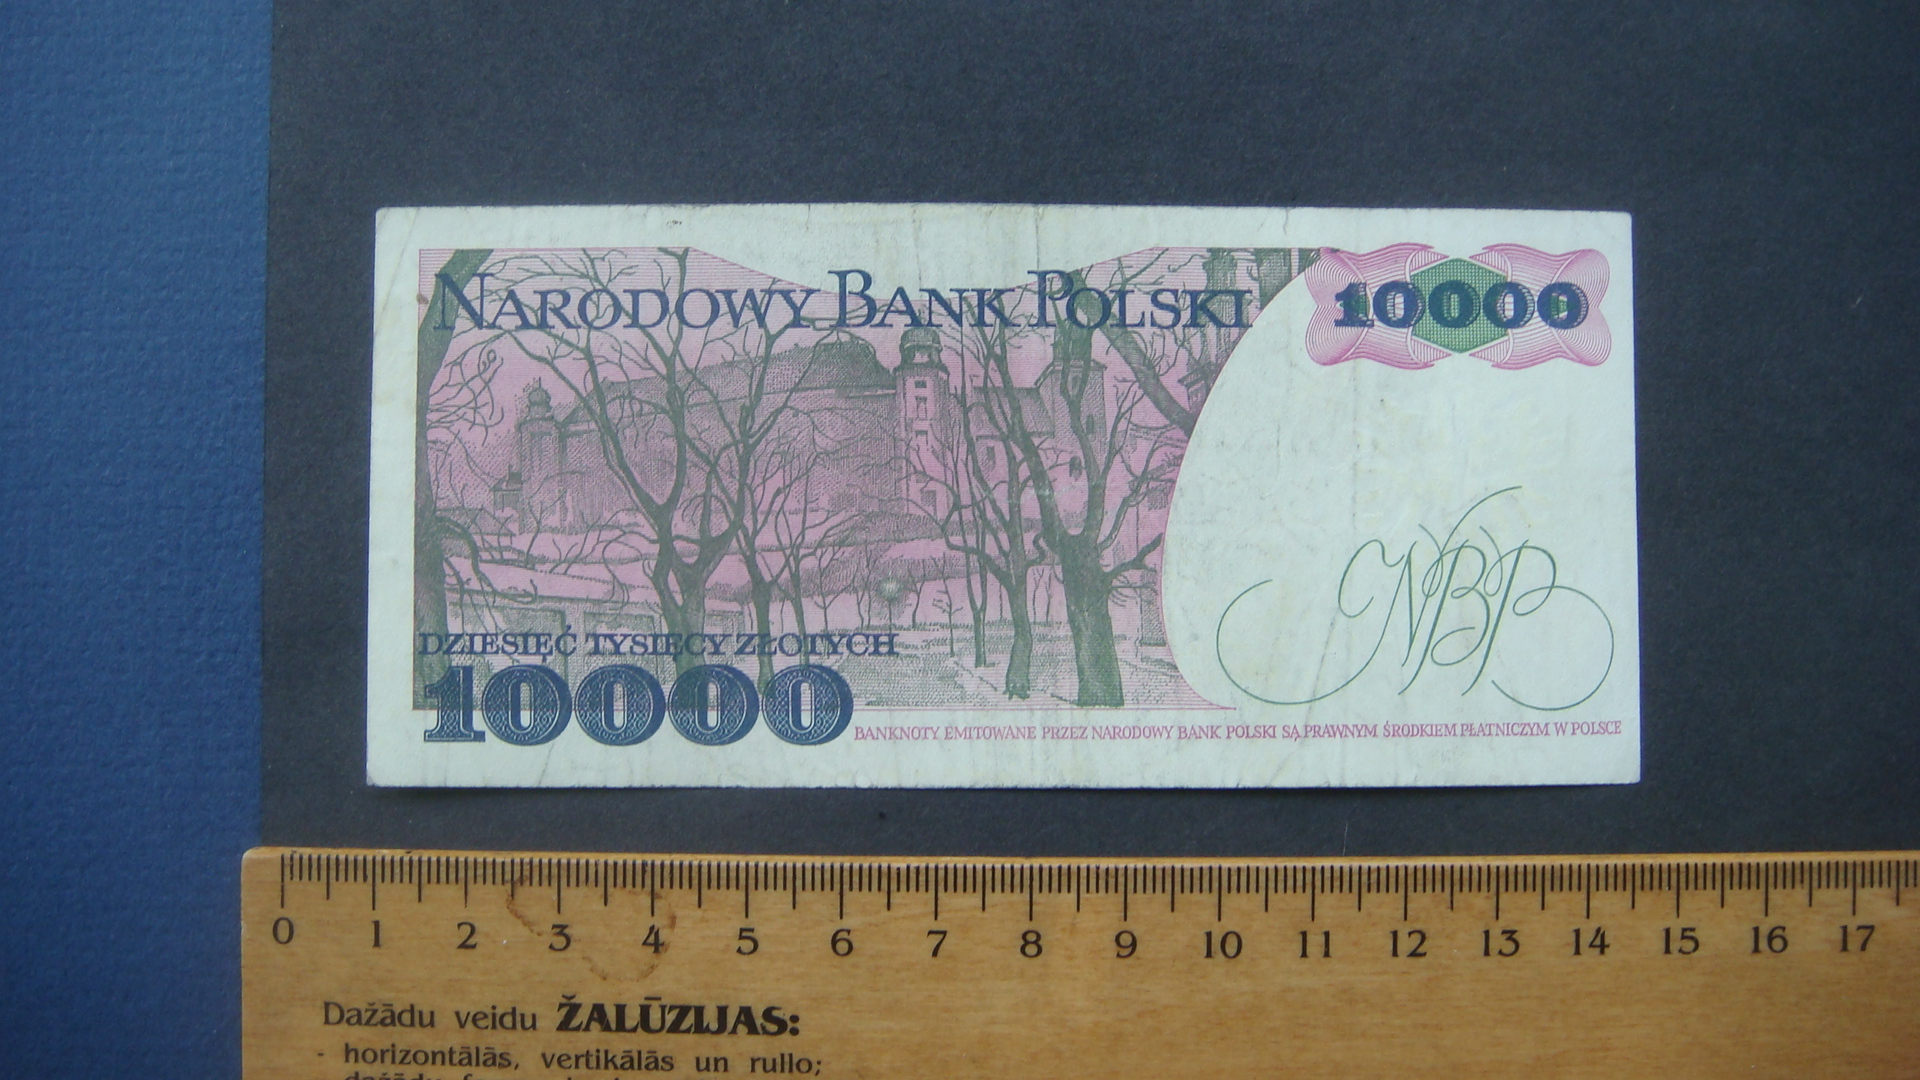 NARODOWY BANK POLSKI
10000
NBP
DZIESIĘĆ TYSIĘCY ZŁOTYCH
10000
BANKNOTY EMITOWANE PRZEZ NARODOWY BANK POLSKI SĄ PRAWNYM ŚRODKIEM PŁATNICZYM W POLSCE
0 1 2 3 4 5 6 7 8 9 10 11 12 13 14 15 16 17
Dažādu veidu ŽALŪZIJAS:
- horizontālās, vertikālās un rullo;